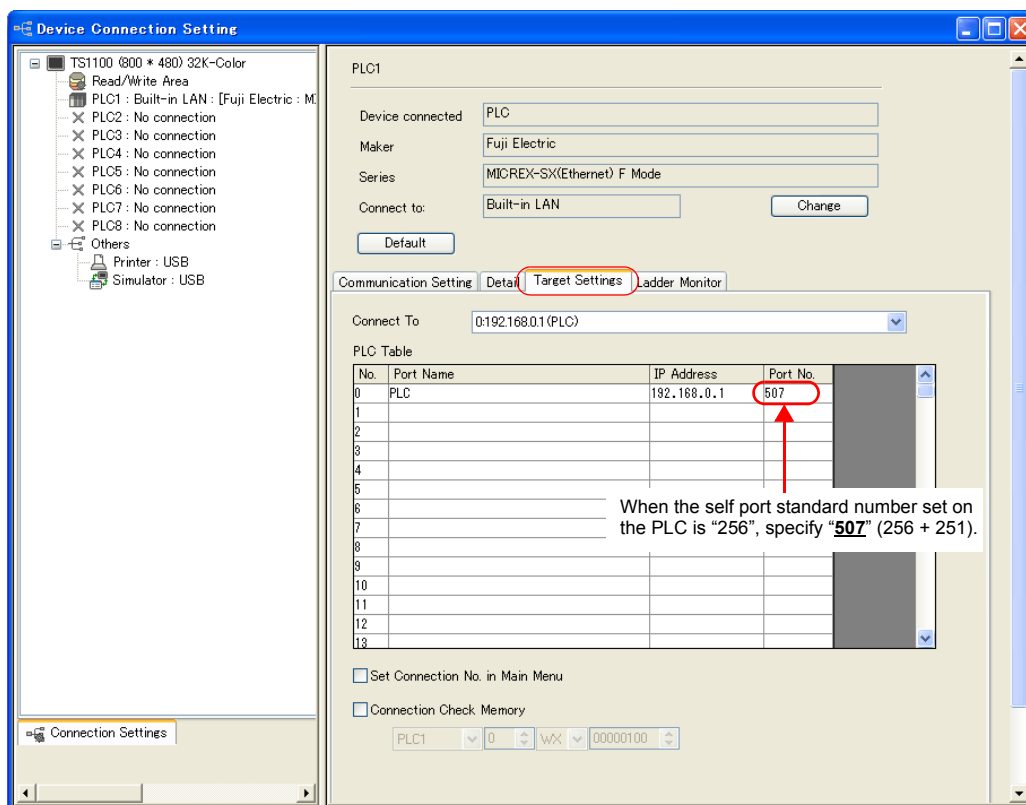 Device Connection Setting
TS1100 (800 * 480) 32K-Color
Read/Write Area
PLC1 : Built-in LAN : [Fuji Electric : MI
PLC2 : No connection
PLC3 : No connection
PLC4 : No connection
PLC5 : No connection
PLC6 : No connection
PLC7 : No connection
PLC8 : No connection
Others
Printer : USB
Simulator : USB
Connection Settings
PLC1
Device connected PLC
Maker Fuji Electric
Series MICREX-SX(Ethernet) F Mode
Connect to: Built-in LAN Change
Default
Communication Setting Detail Target Settings Ladder Monitor
Connect To 0:192.168.0.1(PLC)
PLC Table
No. Port Name IP Address Port No.
0 PLC 192.168.0.1 507
1
2
3
4
5
6
7
8
9
10
11
12
13
When the self port standard number set on
the PLC is “256”, specify “507” (256 + 251).
Set Connection No. in Main Menu
Connection Check Memory
PLC1 0 WX 00000100